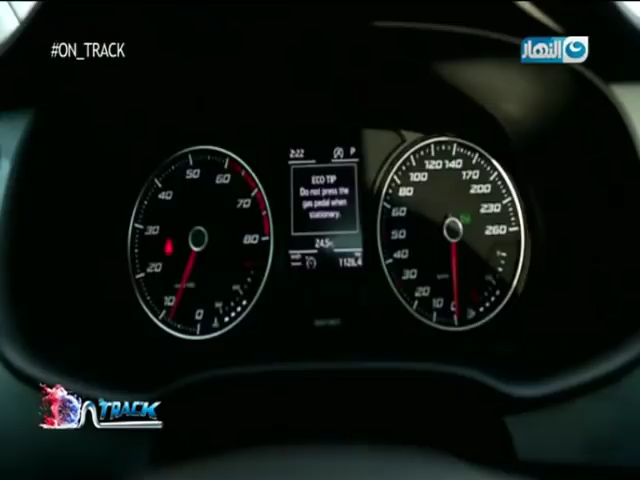 #ON_TRACK
النهار
2:22 P
ECO TIP
Do not press the
gas pedal when
stationary.
24.5
1126.4
0 10 20 30 40 50 60 70 80
0 10 20 30 40 50 60 80 100 120 140 170 200 230 260
ON TRACK